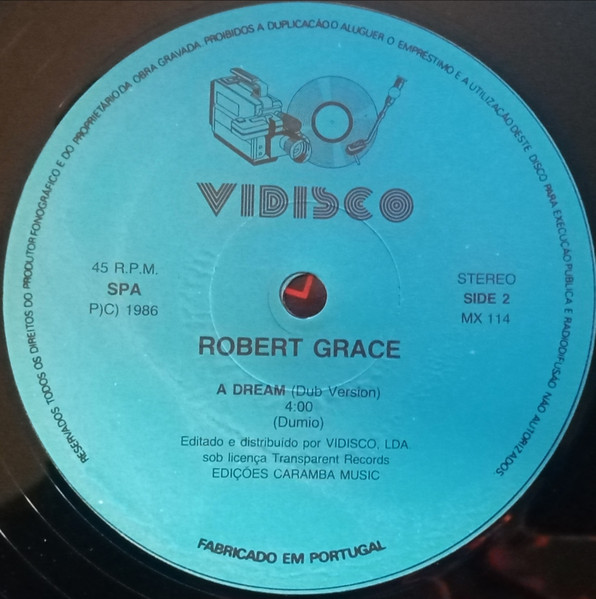 RESERVADOS TODOS OS DIREITOS DO PRODUTOR FONOGRÁFICO E DO PROPRIETÁRIO DA OBRA GRAVADA PROIBIDOS A DUPLICAÇÃO O ALUGUER O EMPRÉSTIMO E A UTILIZAÇÃO DESTE DISCO PARA EXECUÇÃO PUBLICA E RADIODIFUSÃO NÃO AUTORIZADOS
VIDISCO
45 R.P.M.
SPA
P)C) 1986
STEREO
SIDE 2
MX 114
ROBERT GRACE
A DREAM (Dub Version)
4:00
(Dumio)
Editado e distribuído por VIDISCO, LDA.
sob licença Transparent Records
EDIÇÕES CARAMBA MUSIC
FABRICADO EM PORTUGAL